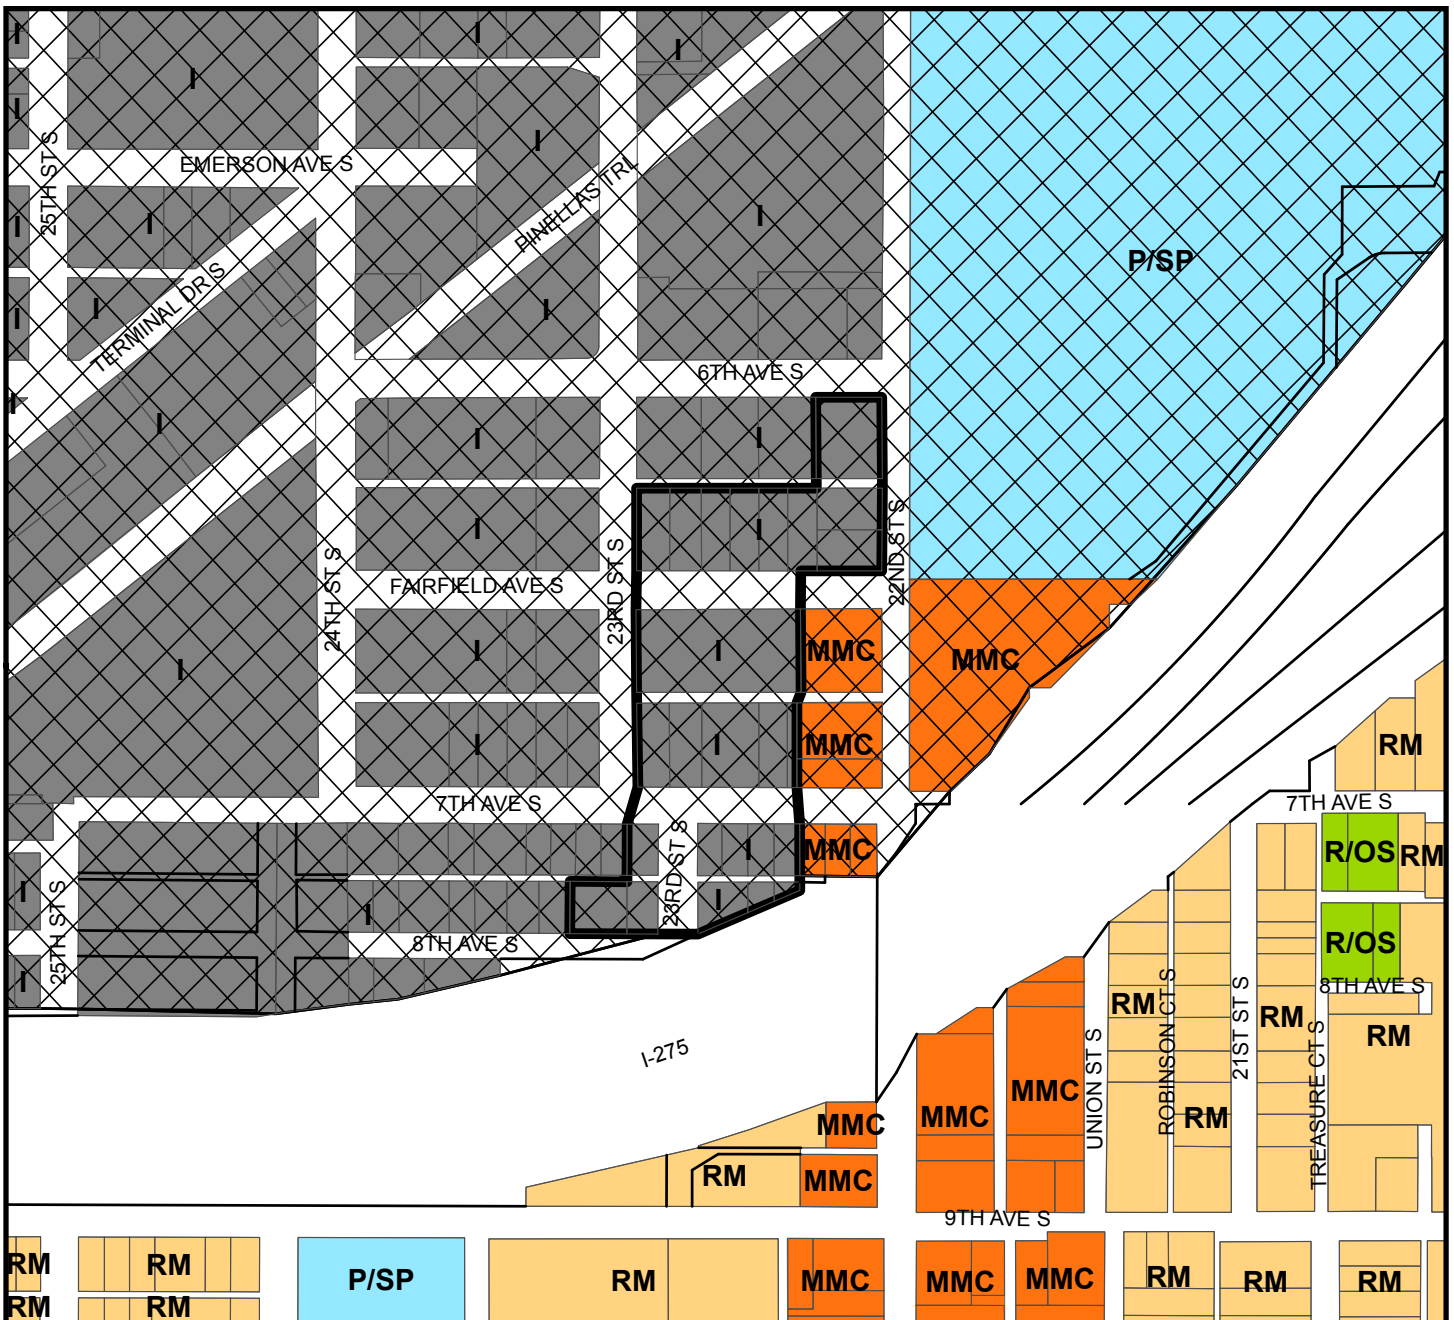 I
I
I
I
I
I
25TH ST S
EMERSON AVE S
PINELLAS TRL
I
I
I
I
P/SP
TERMINAL DR S
I
I
I
6TH AVE S
I
I
I
I
I
I
22ND ST S
24TH ST S
FAIRFIELD AVE S
23RD ST S
I
I
I
MMC
MMC
I
I
MMC
RM
7TH AVE S
7TH AVE S
I
MMC
R/OS
RM
I
25TH ST S
I
23RD ST S
I
8TH AVE S
R/OS
I
8TH AVE S
RM
ROBINSON CT S
21ST ST S
RM
RM
I-275
UNION ST S
TREASURE CT S
MMC
MMC
MMC
RM
RM
MMC
9TH AVE S
RM
RM
P/SP
RM
MMC
MMC
MMC
RM
RM
RM
RM
RM